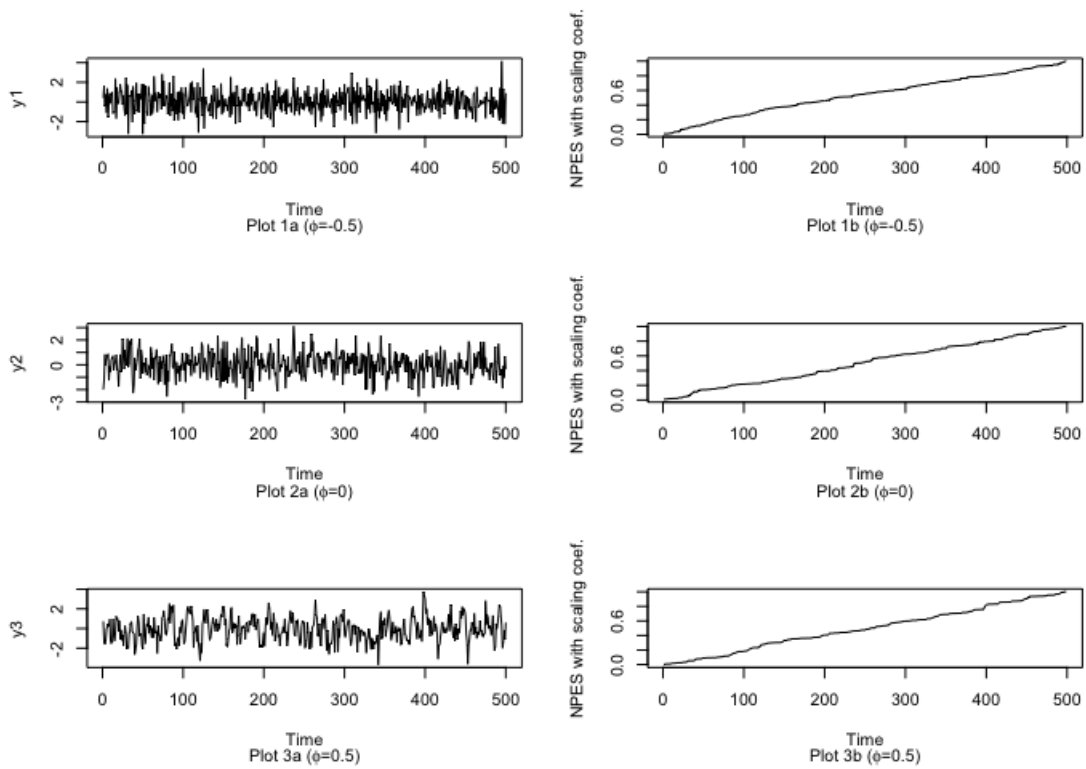 y1
2
-2
0 100 200 300 400 500
Time
Plot 1a (ϕ=-0.5)
NPES with scaling coef.
0.6
0.0
0 100 200 300 400 500
Time
Plot 1b (ϕ=-0.5)
y2
2
0
-3
0 100 200 300 400 500
Time
Plot 2a (ϕ=0)
NPES with scaling coef.
0.6
0.0
0 100 200 300 400 500
Time
Plot 2b (ϕ=0)
y3
2
-2
0 100 200 300 400 500
Time
Plot 3a (ϕ=0.5)
NPES with scaling coef.
0.6
0.0
0 100 200 300 400 500
Time
Plot 3b (ϕ=0.5)